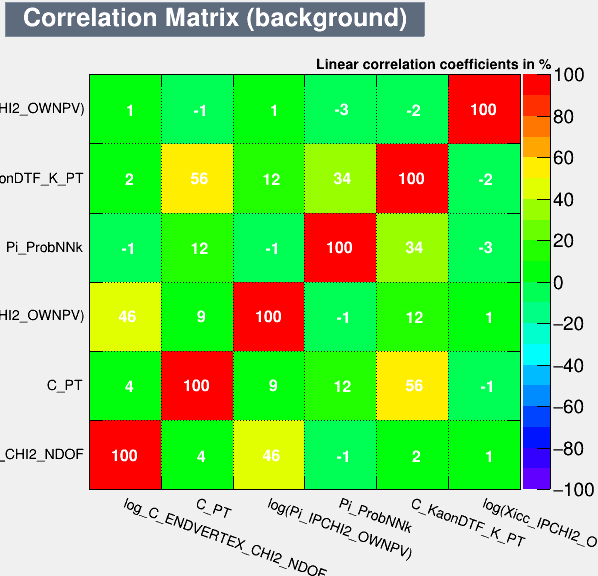 Correlation Matrix (background)
Linear correlation coefficients in %
HI2_OWNPV) 1 -1 1 -3 -2 100
onDTF_K_PT 2 56 12 34 100 -2
Pi_ProbNNk -1 12 -1 100 34 -3
HI2_OWNPV) 46 9 100 -1 12 1
C_PT 4 100 9 12 56 -1
_CHI2_NDOF 100 4 46 -1 2 1
100
80
60
40
20
0
−20
−40
−60
−80
−100
log_C_ENDVERTEX_CHI2_NDOF
C_PT
log(Pi_IPCHI2_OWNPV)
Pi_ProbNNk
C_KaonDTF_K_PT
log(Xicc_IPCHI2_O